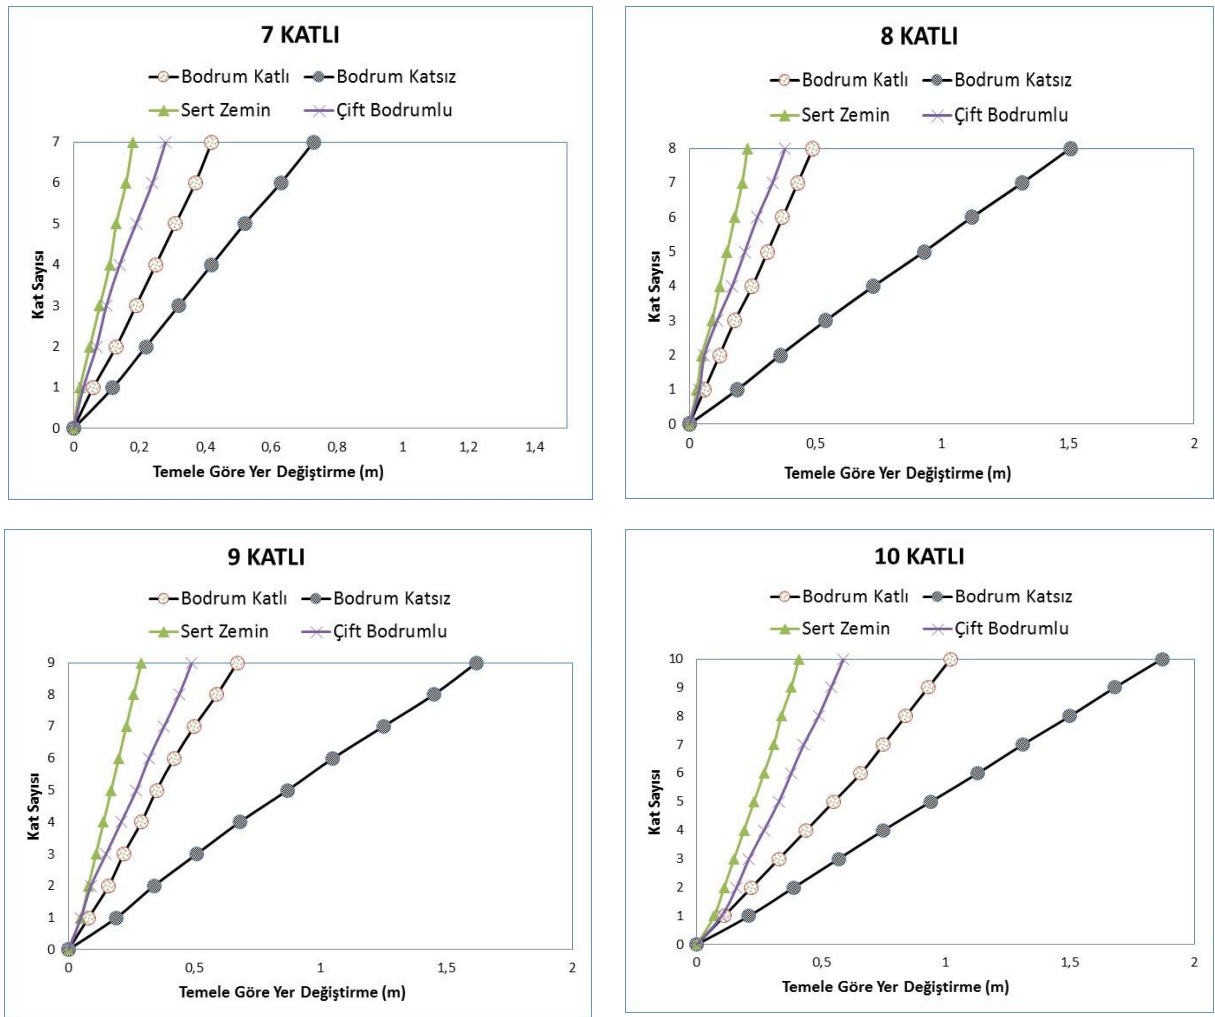 7 KATLI
Bodrum Katlı Bodrum Katsız
Sert Zemin Çift Bodrumlu
7
6
5
4
3
2
1
0
Kat Sayısı
0 0,2 0,4 0,6 0,8 1 1,2 1,4
Temele Göre Yer Değiştirme (m)
8 KATLI
Bodrum Katlı Bodrum Katsız
Sert Zemin Çift Bodrumlu
8
7
6
5
4
3
2
1
0
Kat Sayısı
0 0,5 1 1,5 2
Temele Göre Yer Değiştirme (m)
9 KATLI
Bodrum Katlı Bodrum Katsız
Sert Zemin Çift Bodrumlu
9
8
7
6
5
4
3
2
1
0
Kat Sayısı
0 0,5 1 1,5 2
Temele Göre Yer Değiştirme (m)
10 KATLI
Bodrum Katlı Bodrum Katsız
Sert Zemin Çift Bodrumlu
10
9
8
7
6
5
4
3
2
1
0
Kat Sayısı
0 0,5 1 1,5 2
Temele Göre Yer Değiştirme (m)